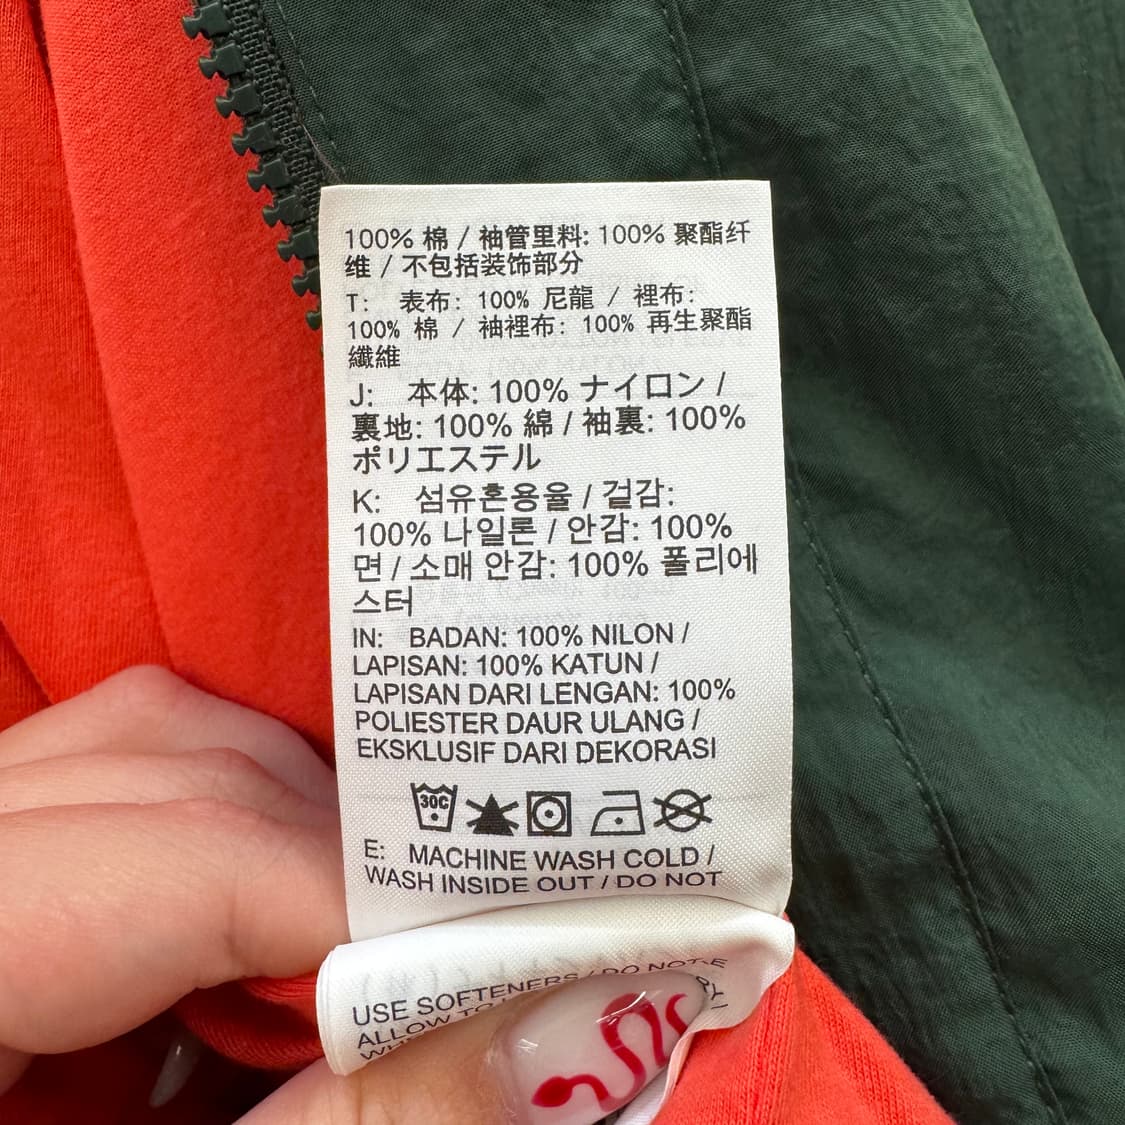 100% 棉 / 袖管里料: 100% 聚酯纤
维 / 不包括装饰部分
T: 表布: 100% 尼龍 / 裡布:
100% 棉 / 袖裡布: 100% 再生聚酯
纖維
J: 本体: 100% ナイロン /
裏地: 100% 綿 / 袖裏: 100%
ポリエステル
K: 섬유혼용율 / 겉감:
100% 나일론 / 안감: 100%
면 / 소매 안감: 100% 폴리에
스터
IN: BADAN: 100% NILON /
LAPISAN: 100% KATUN /
LAPISAN DARI LENGAN: 100%
POLIESTER DAUR ULANG /
EKSKLUSIF DARI DEKORASI
30C
E: MACHINE WASH COLD /
WASH INSIDE OUT / DO NOT
USE SOFTENERS / DO NOT
ALLOW TO